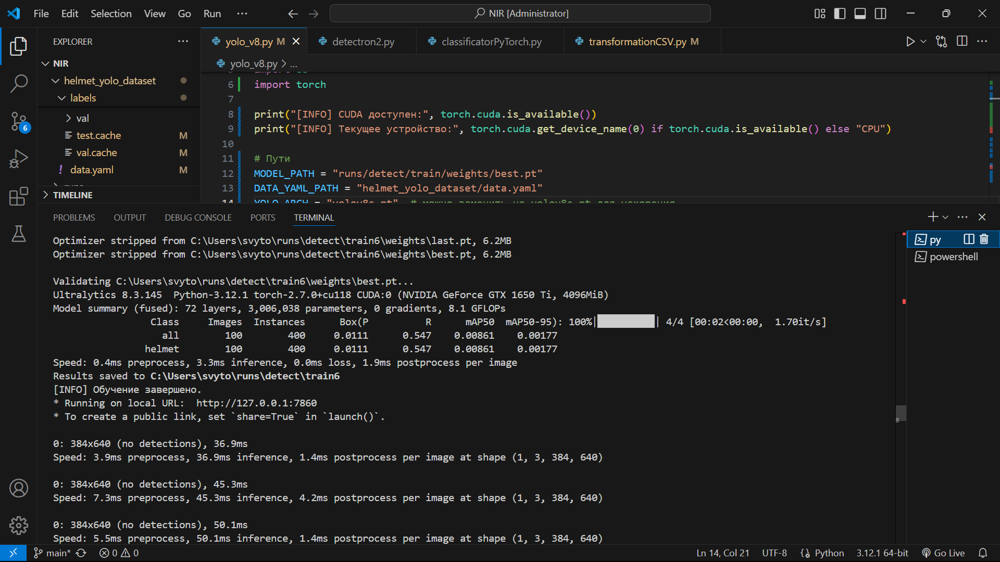 File Edit Selection View Go Run ... NIR [Administrator]
EXPLORER ...
NIR
helmet_yolo_dataset
labels
val
test.cache M
val.cache M
! data.yaml M
TIMELINE
6
yolo_v8.py M detectron2.py classificatorPyTorch.py transformationCSV.py M
yolo_v8.py > ...
6 import torch
7
8 print("[INFO] CUDA доступен:", torch.cuda.is_available())
9 print("[INFO] Текущее устройство:", torch.cuda.get_device_name(0) if torch.cuda.is_available() else "CPU")
10
11 # Пути
12 MODEL_PATH = "runs/detect/train/weights/best.pt"
13 DATA_YAML_PATH = "helmet_yolo_dataset/data.yaml"
14
PROBLEMS OUTPUT DEBUG CONSOLE PORTS TERMINAL
py
powershell
Optimizer stripped from C:\Users\svyto\runs\detect\train6\weights\last.pt, 6.2MB
Optimizer stripped from C:\Users\svyto\runs\detect\train6\weights\best.pt, 6.2MB
Validating C:\Users\svyto\runs\detect\train6\weights\best.pt...
Ultralytics 8.3.145 Python-3.12.1 torch-2.7.0+cu118 CUDA:0 (NVIDIA GeForce GTX 1650 Ti, 4096MiB)
Model summary (fused): 72 layers, 3,006,038 parameters, 0 gradients, 8.1 GFLOPs
Class Images Instances Box(P R mAP50 mAP50-95): 100%|██████████| 4/4 [00:02<00:00, 1.70it/s]
all 100 400 0.0111 0.547 0.00861 0.00177
helmet 100 400 0.0111 0.547 0.00861 0.00177
Speed: 0.4ms preprocess, 3.3ms inference, 0.0ms loss, 1.9ms postprocess per image
Results saved to C:\Users\svyto\runs\detect\train6
[INFO] Обучение завершено.
* Running on local URL: http://127.0.0.1:7860
* To create a public link, set `share=True` in `launch()`.
0: 384x640 (no detections), 36.9ms
Speed: 3.9ms preprocess, 36.9ms inference, 1.4ms postprocess per image at shape (1, 3, 384, 640)
0: 384x640 (no detections), 45.3ms
Speed: 7.3ms preprocess, 45.3ms inference, 4.2ms postprocess per image at shape (1, 3, 384, 640)
0: 384x640 (no detections), 50.1ms
Speed: 5.5ms preprocess, 50.1ms inference, 1.4ms postprocess per image at shape (1, 3, 384, 640)
main* 0 0 Ln 14, Col 21 UTF-8 {} Python 3.12.1 64-bit Go Live